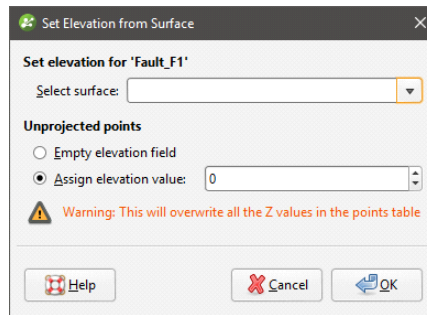 Set Elevation from Surface
Set elevation for 'Fault_F1'
Select surface:
Unprojected points
Empty elevation field
Assign elevation value: 0
Warning: This will overwrite all the Z values in the points table
Help Cancel OK